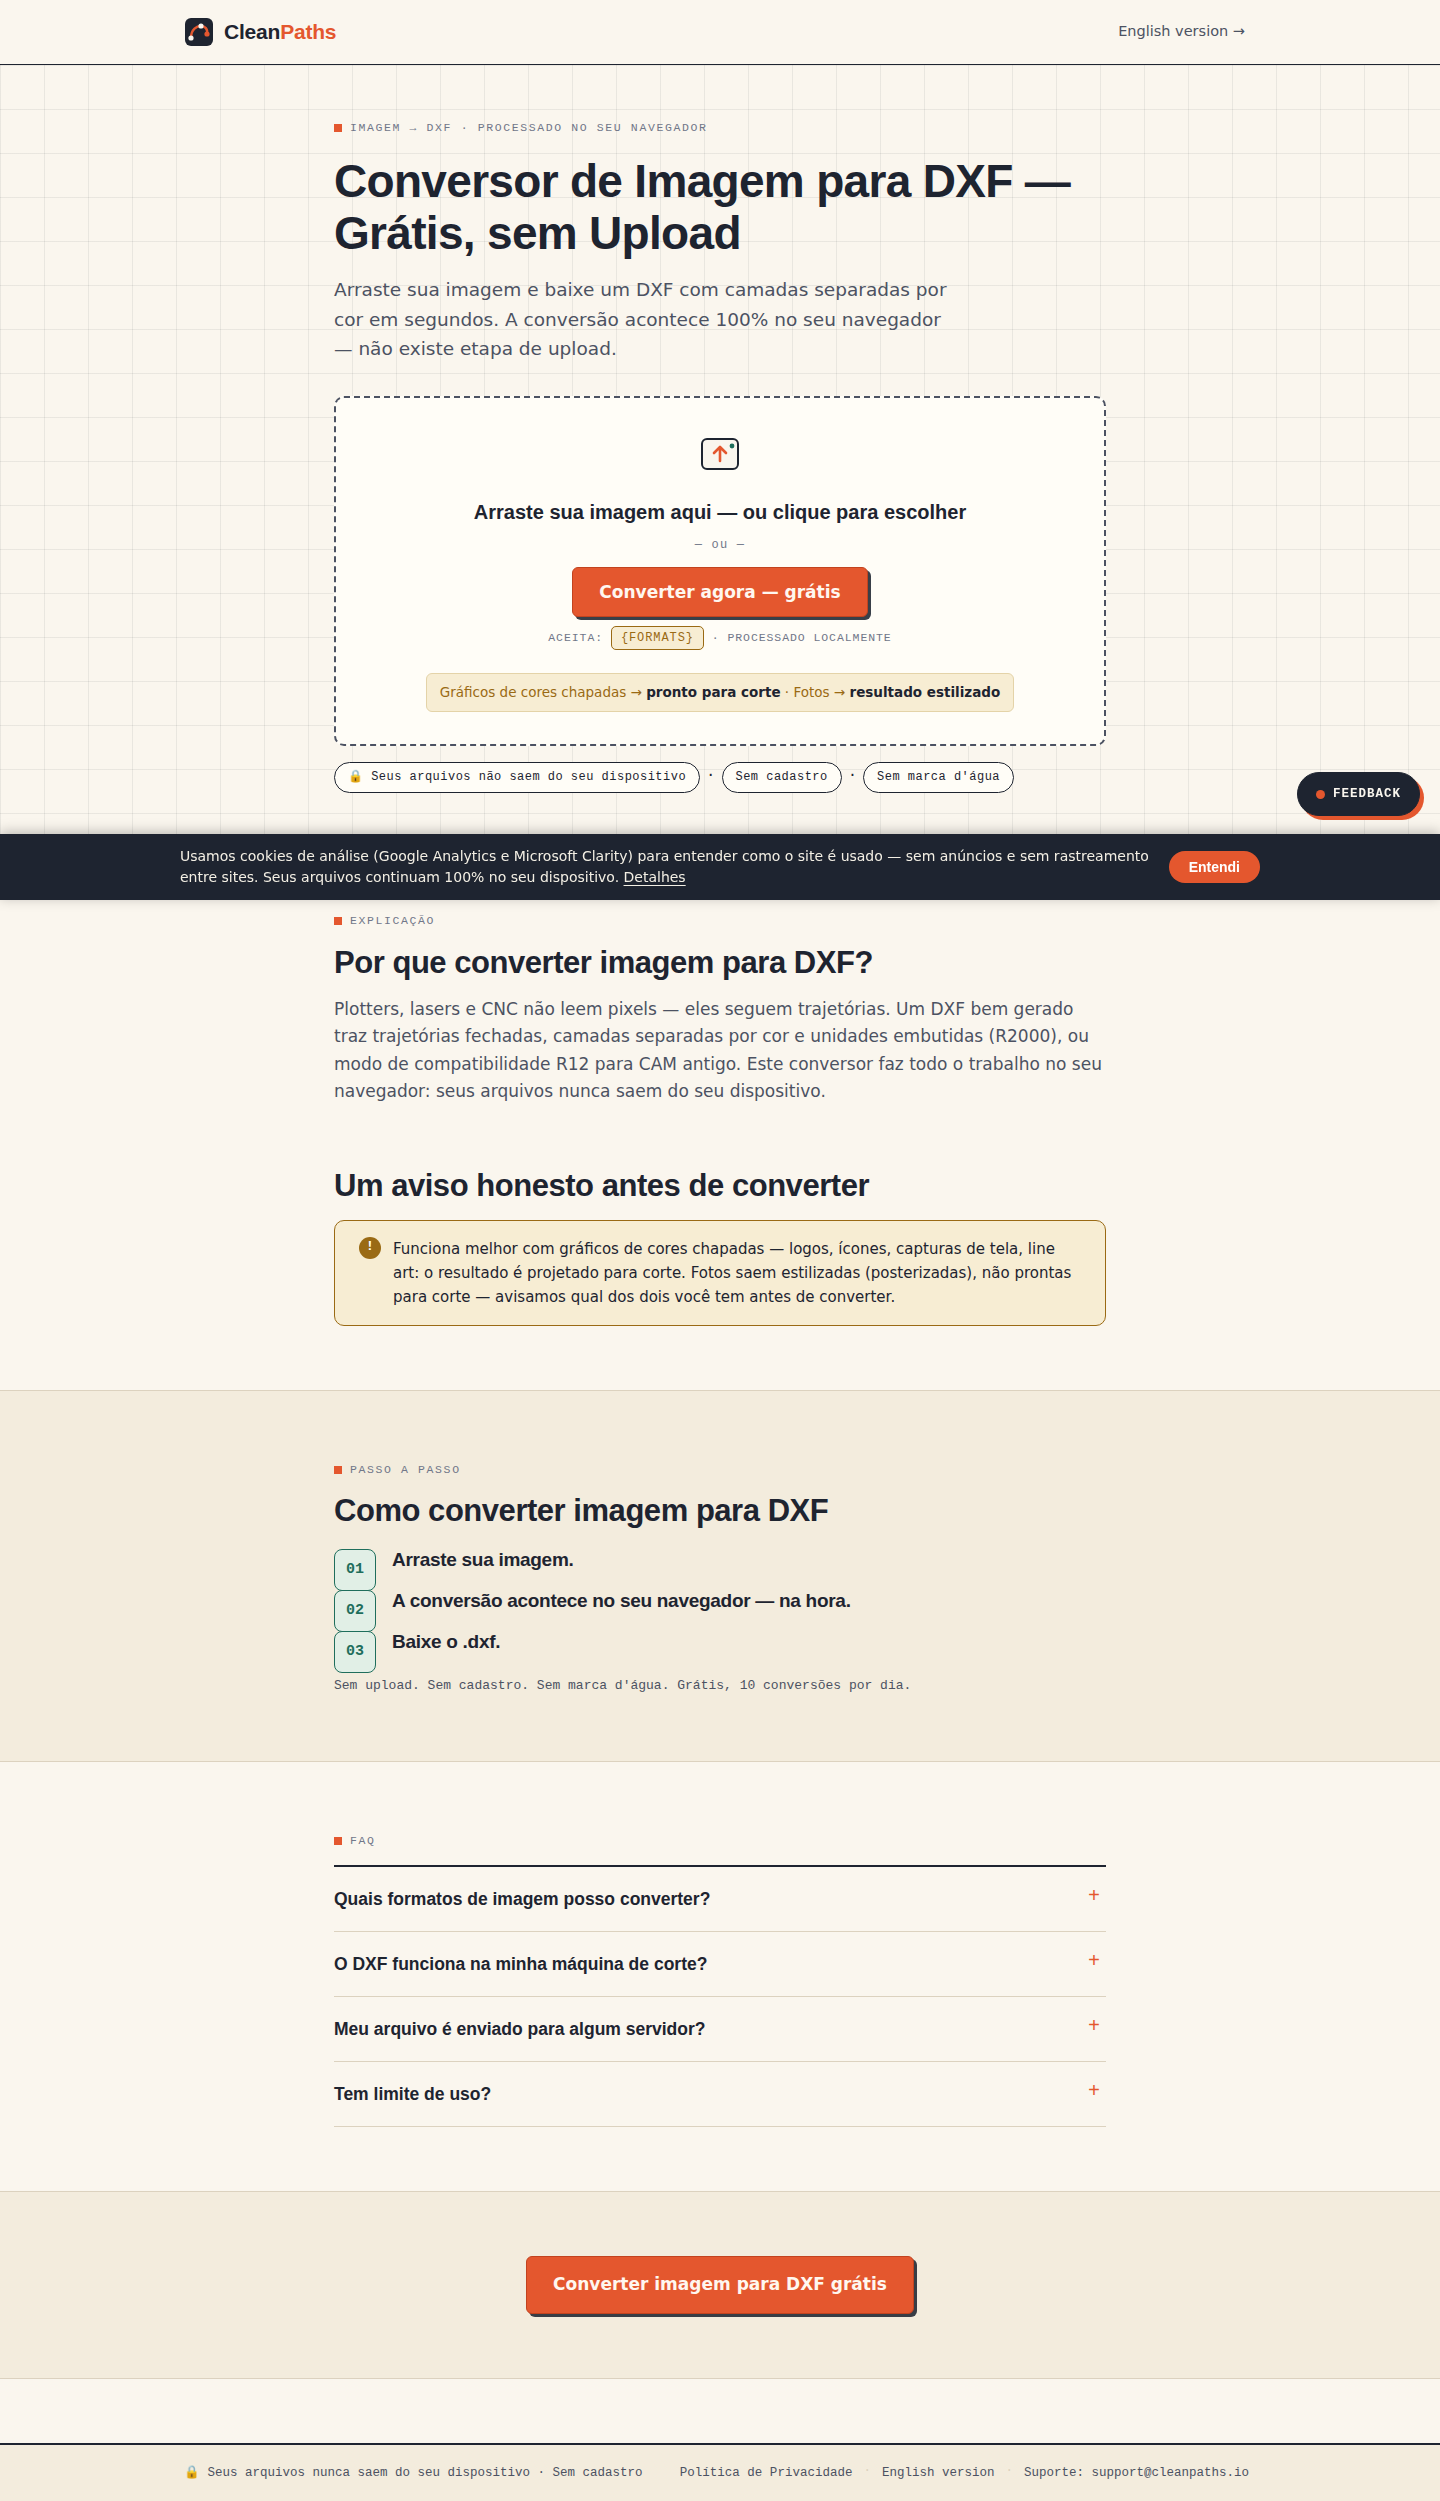 CleanPaths
English version →
IMAGEM → DXF · PROCESSADO NO SEU NAVEGADOR
Conversor de Imagem para DXF —
Grátis, sem Upload
Arraste sua imagem e baixe um DXF com camadas separadas por
cor em segundos. A conversão acontece 100% no seu navegador
— não existe etapa de upload.
Arraste sua imagem aqui — ou clique para escolher
— ou —
Converter agora — grátis
ACEITA: {FORMATS} · PROCESSADO LOCALMENTE
Gráficos de cores chapadas → pronto para corte · Fotos → resultado estilizado
🔒 Seus arquivos não saem do seu dispositivo · Sem cadastro · Sem marca d'água
FEEDBACK
Usamos cookies de análise (Google Analytics e Microsoft Clarity) para entender como o site é usado — sem anúncios e sem rastreamento
entre sites. Seus arquivos continuam 100% no seu dispositivo. Detalhes
Entendi
EXPLICAÇÃO
Por que converter imagem para DXF?
Plotters, lasers e CNC não leem pixels — eles seguem trajetórias. Um DXF bem gerado
traz trajetórias fechadas, camadas separadas por cor e unidades embutidas (R2000), ou
modo de compatibilidade R12 para CAM antigo. Este conversor faz todo o trabalho no seu
navegador: seus arquivos nunca saem do seu dispositivo.
Um aviso honesto antes de converter
! Funciona melhor com gráficos de cores chapadas — logos, ícones, capturas de tela, line
art: o resultado é projetado para corte. Fotos saem estilizadas (posterizadas), não prontas
para corte — avisamos qual dos dois você tem antes de converter.
PASSO A PASSO
Como converter imagem para DXF
01 Arraste sua imagem.
02 A conversão acontece no seu navegador — na hora.
03 Baixe o .dxf.
Sem upload. Sem cadastro. Sem marca d'água. Grátis, 10 conversões por dia.
FAQ
Quais formatos de imagem posso converter? +
O DXF funciona na minha máquina de corte? +
Meu arquivo é enviado para algum servidor? +
Tem limite de uso? +
Converter imagem para DXF grátis
🔒 Seus arquivos nunca saem do seu dispositivo · Sem cadastro
Política de Privacidade · English version · Suporte: support@cleanpaths.io